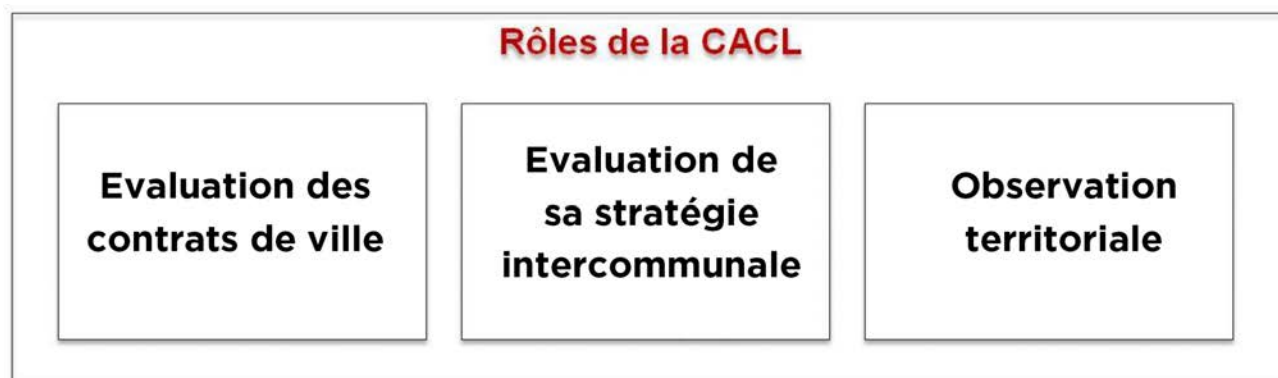 Rôles de la CACL
Evaluation des
contrats de ville
Evaluation de
sa stratégie
intercommunale
Observation
territoriale